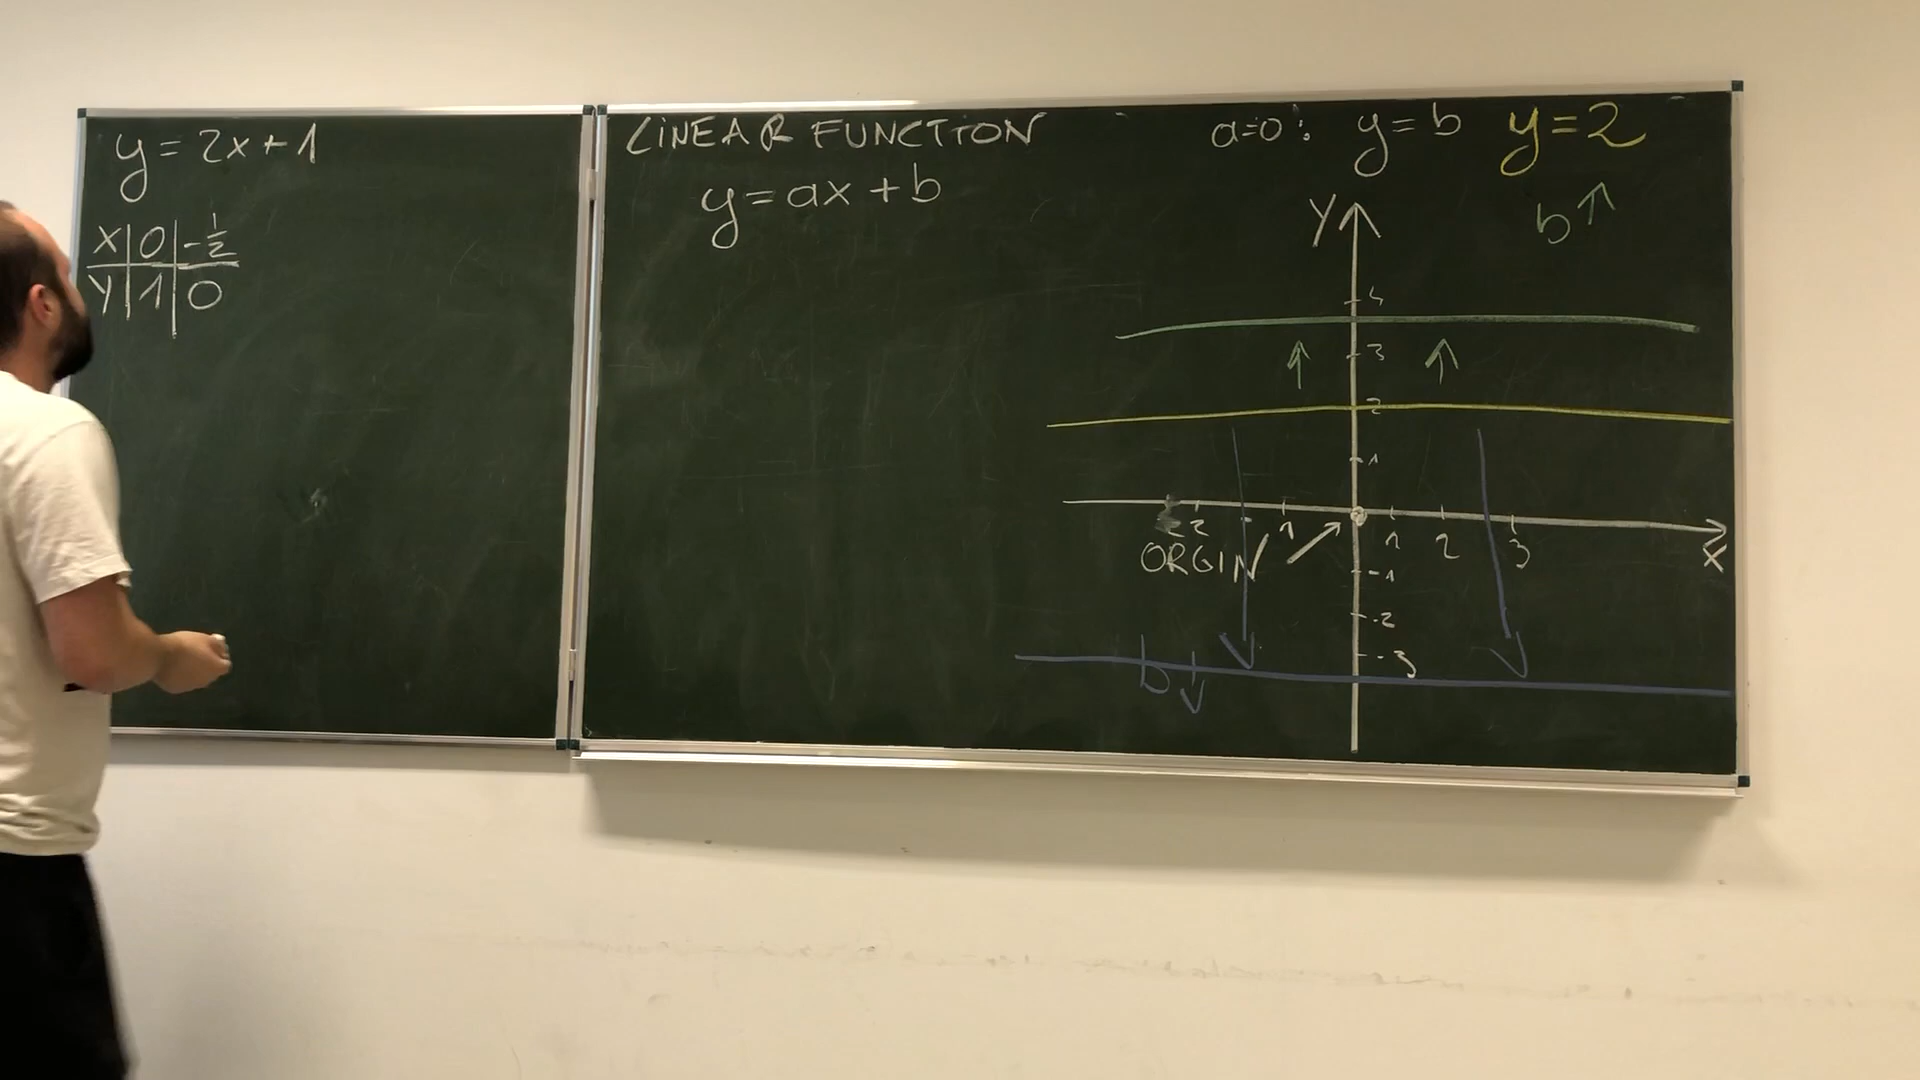 y = 2x + 1
x | 0 | -1/2
y | 1 | 0
LINEAR FUNCTION
y = ax + b
a=0: y = b y = 2
b↑
Y
4
3
2
1
2 1 1 2 3
X
ORGIN
-1
-2
-3
b↓